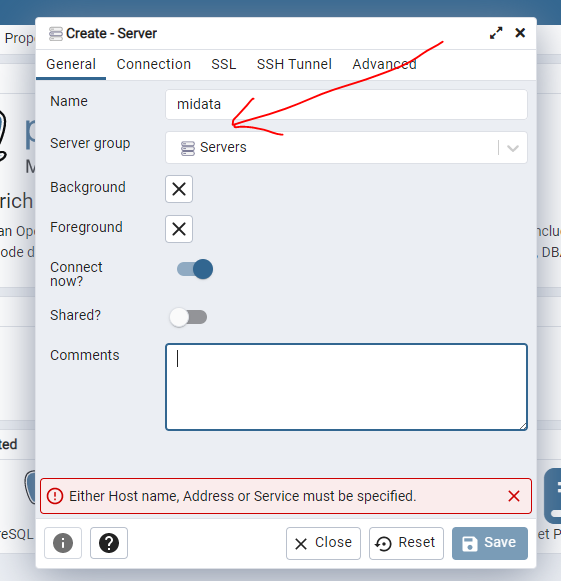 Prop
Create - Server
General Connection SSL SSH Tunnel Advanced
Name midata
Server group Servers
Background
Foreground
Connect
now?
Shared?
Comments
rich
an Ope
ode d
DB
ted
Either Host name, Address or Service must be specified.
Close Reset Save
reSQL
et P